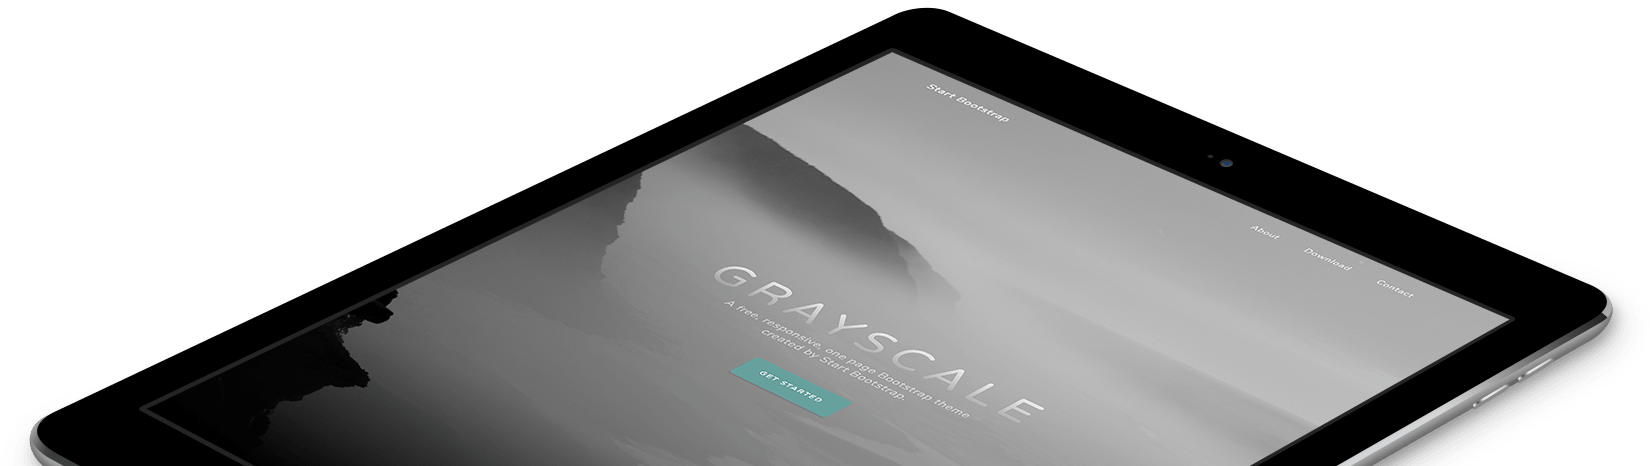 Start Bootstrap
About
Download
Contact
GRAYSCALE
A free, responsive, one page Bootstrap theme
created by Start Bootstrap.
GET STARTED